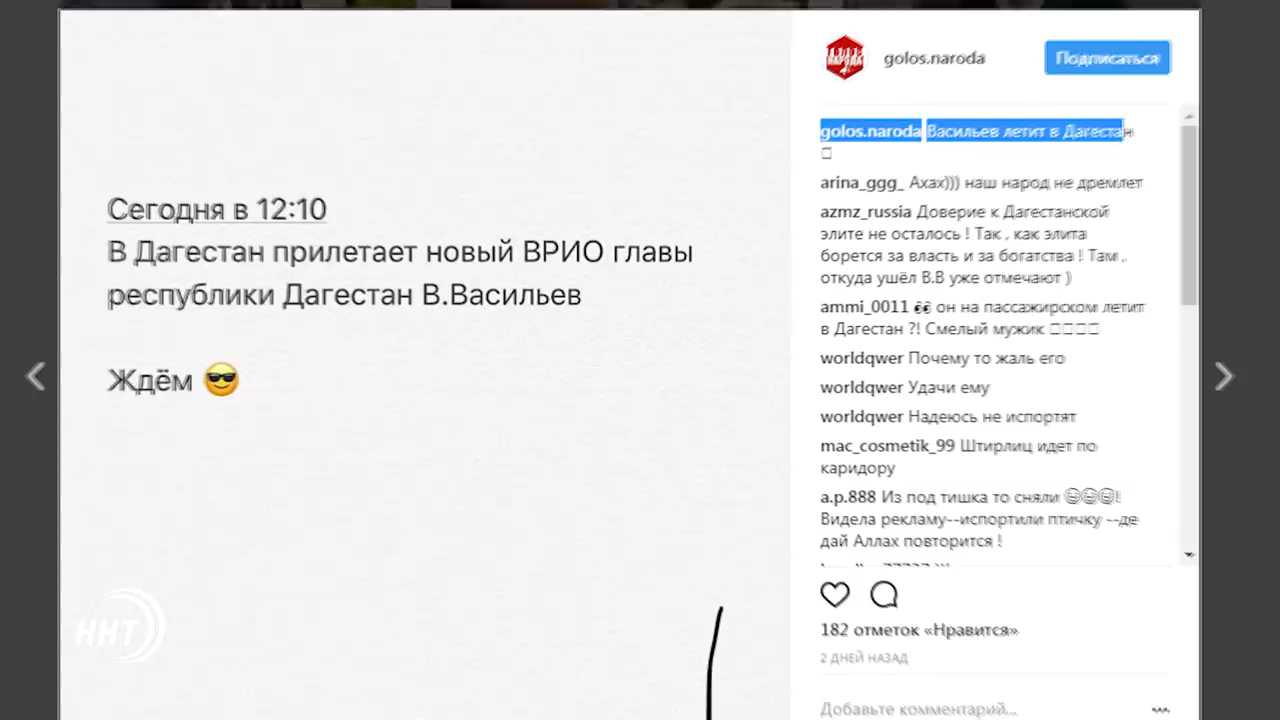 Сегодня в 12:10
В Дагестан прилетает новый ВРИО главы
республики Дагестан В.Васильев
Ждём 😎
ННТ
НАРОДА
golos.naroda
Подписаться
golos.naroda Васильев летит в Дагестан
arina_ggg_ Ахах))) наш народ не дремлет
azmz_russia Доверие к Дагестанской
элите не осталось ! Так , как элита
борется за власть и за богатства ! Там ,
откуда ушёл В.В уже отмечают )
ammi_0011 👀 он на пассажирском летит
в Дагестан ?! Смелый мужик
worldqwer Почему то жаль его
worldqwer Удачи ему
worldqwer Надеюсь не испортят
mac_cosmetik_99 Штирлиц идет по
каридору
a.p.888 Из под тишка то сняли 😄😄😄!
Видела рекламу--испортили птичку --де
дай Аллах повторится !
182 отметок «Нравится»
2 ДНЕЙ НАЗАД
Добавьте комментарий...